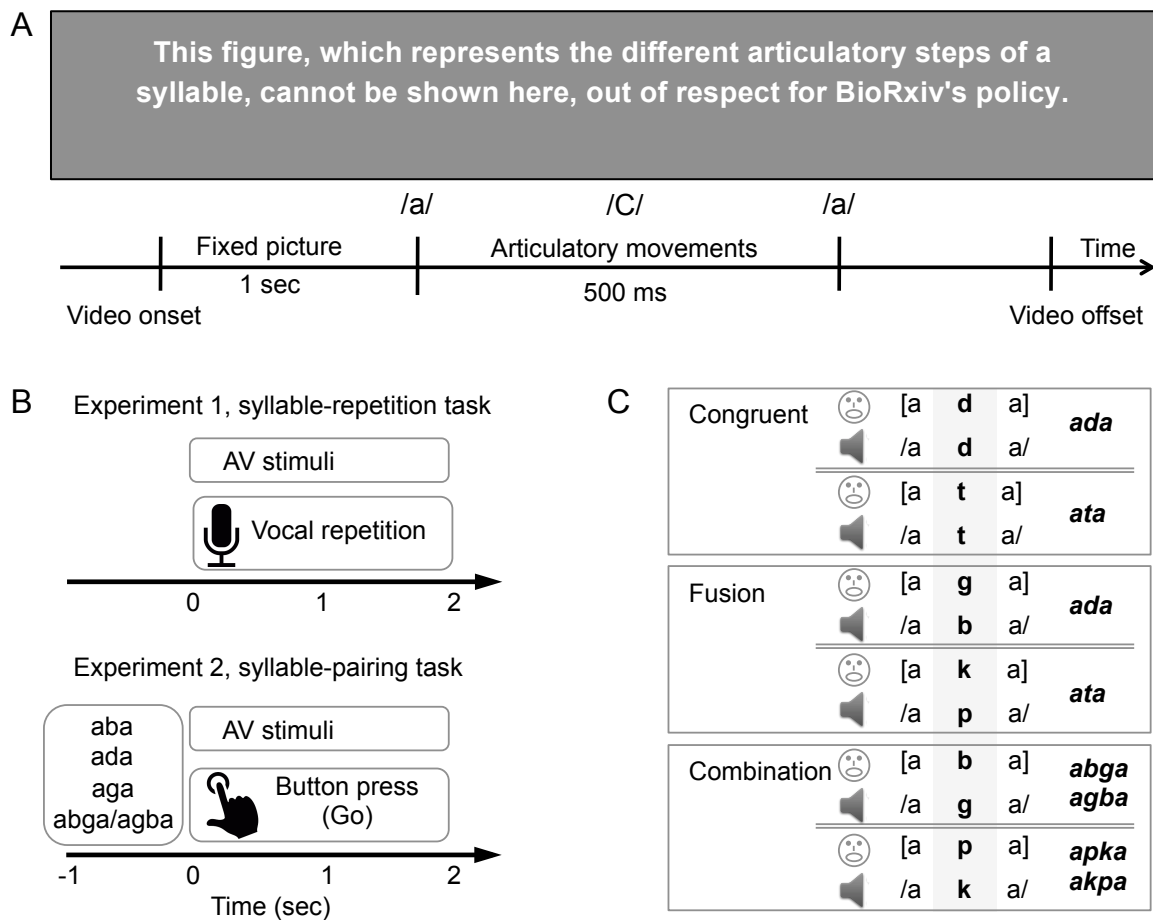 A
This figure, which represents the different articulatory steps of a
syllable, cannot be shown here, out of respect for BioRxiv's policy.
/a/ /C/ /a/
Fixed picture Articulatory movements Time
1 sec 500 ms
Video onset Video offset
B
Experiment 1, syllable-repetition task
AV stimuli
Vocal repetition
0 1 2
Experiment 2, syllable-pairing task
aba
ada
aga
abga/agba
AV stimuli
Button press
(Go)
-1 0 1 2
Time (sec)
C
Congruent
[a d a]
/a d a/
ada
[a t a]
/a t a/
ata
Fusion
[a g a]
/a b a/
ada
[a k a]
/a p a/
ata
Combination
[a b a]
/a g a/
abga
agba
[a p a]
/a k a/
apka
akpa